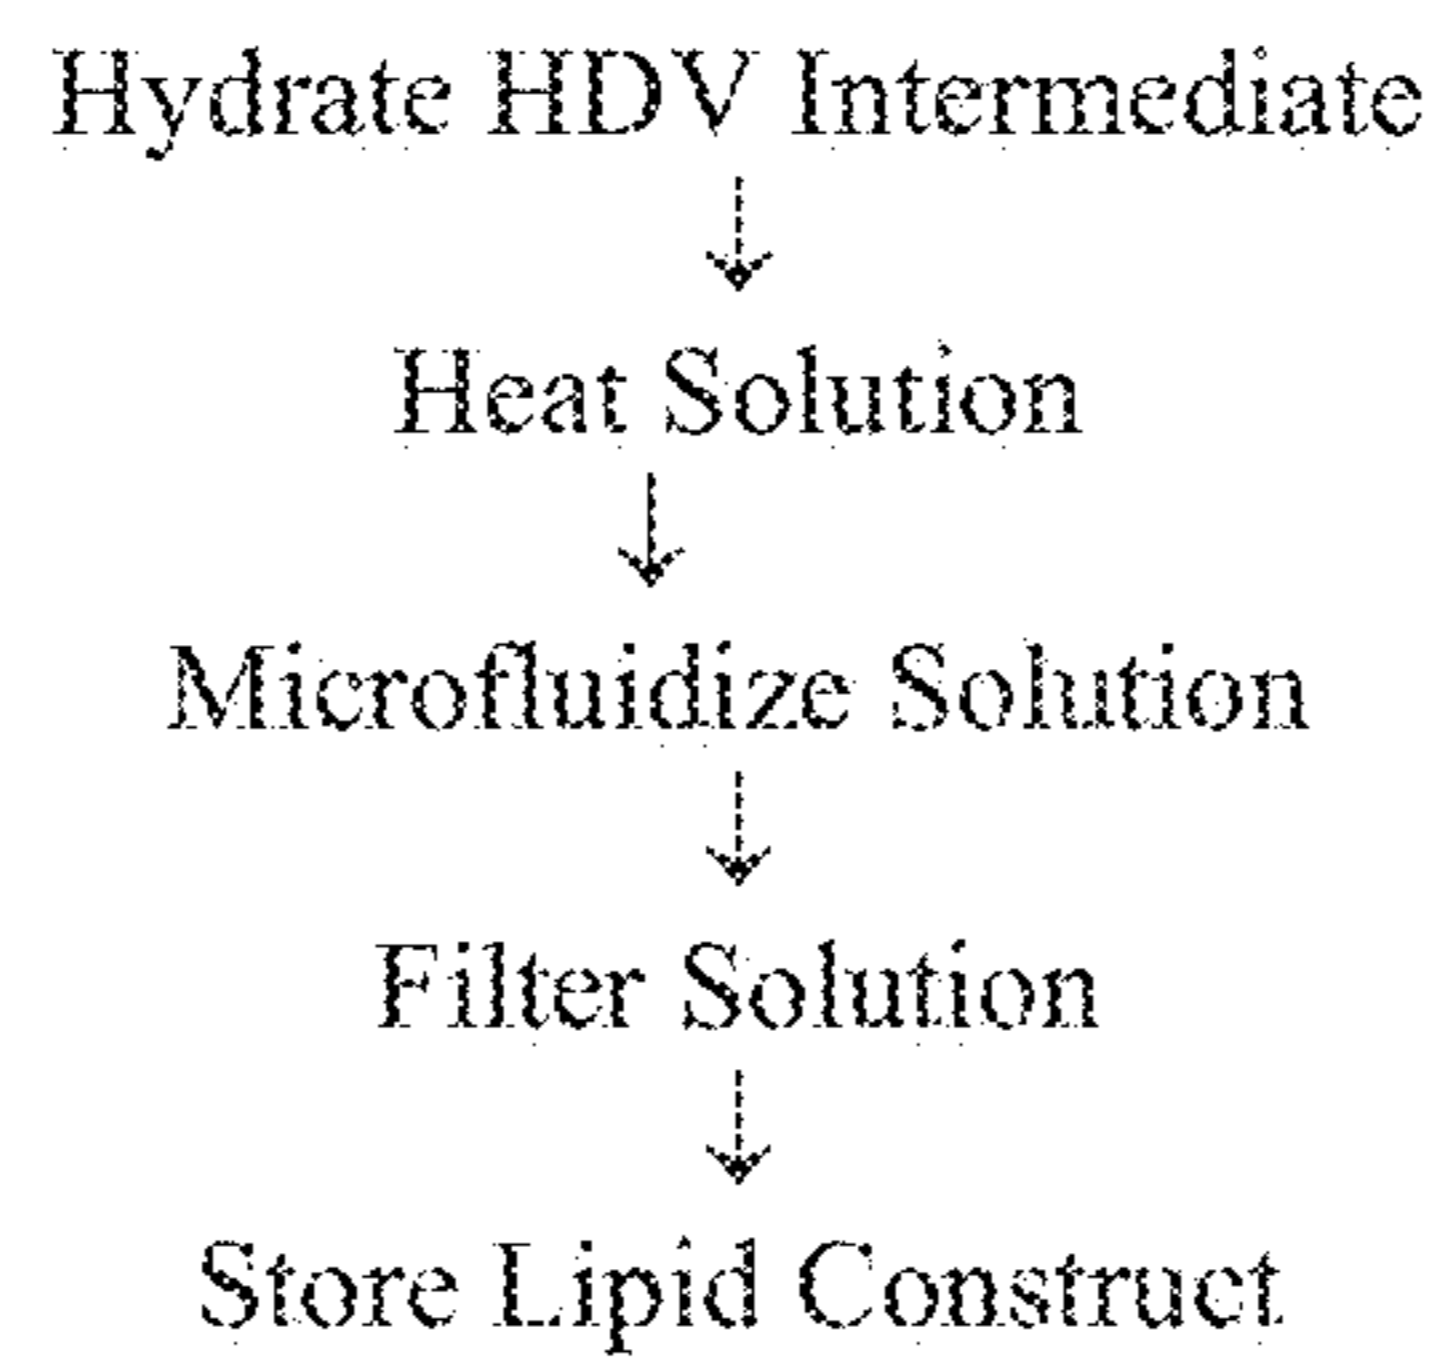 Hydrate HDV Intermediate
Heat Solution
Microfluidize Solution
Filter Solution
Store Lipid Construct